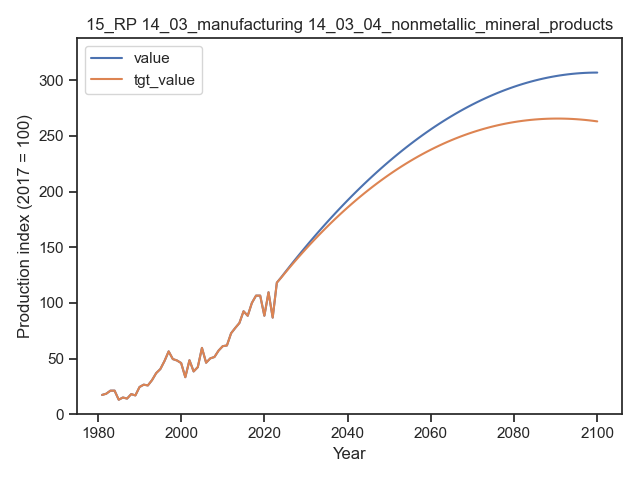 15_RP 14_03_manufacturing 14_03_04_nonmetallic_mineral_products
value
tgt_value
Production index (2017 = 100)
300
250
200
150
100
50
0
1980 2000 2020 2040 2060 2080 2100
Year